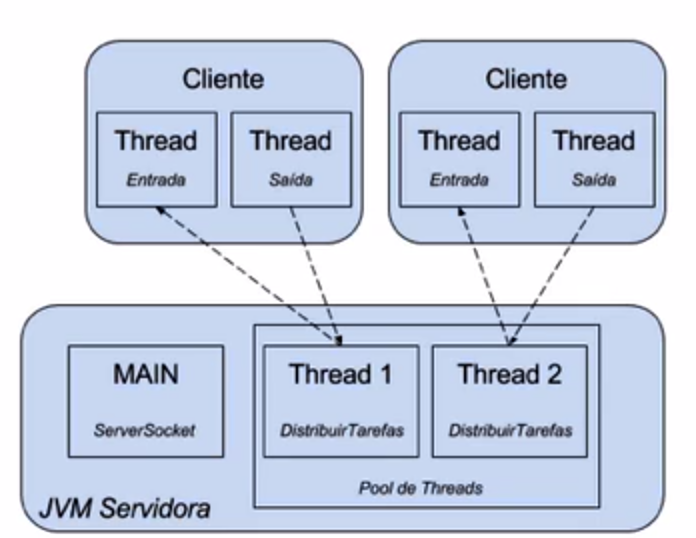 Cliente
Cliente
Thread
Entrada
Thread
Saída
Thread
Entrada
Thread
Saída
MAIN
ServerSocket
Thread 1
DistribuirTarefas
Thread 2
DistribuirTarefas
Pool de Threads
JVM Servidora